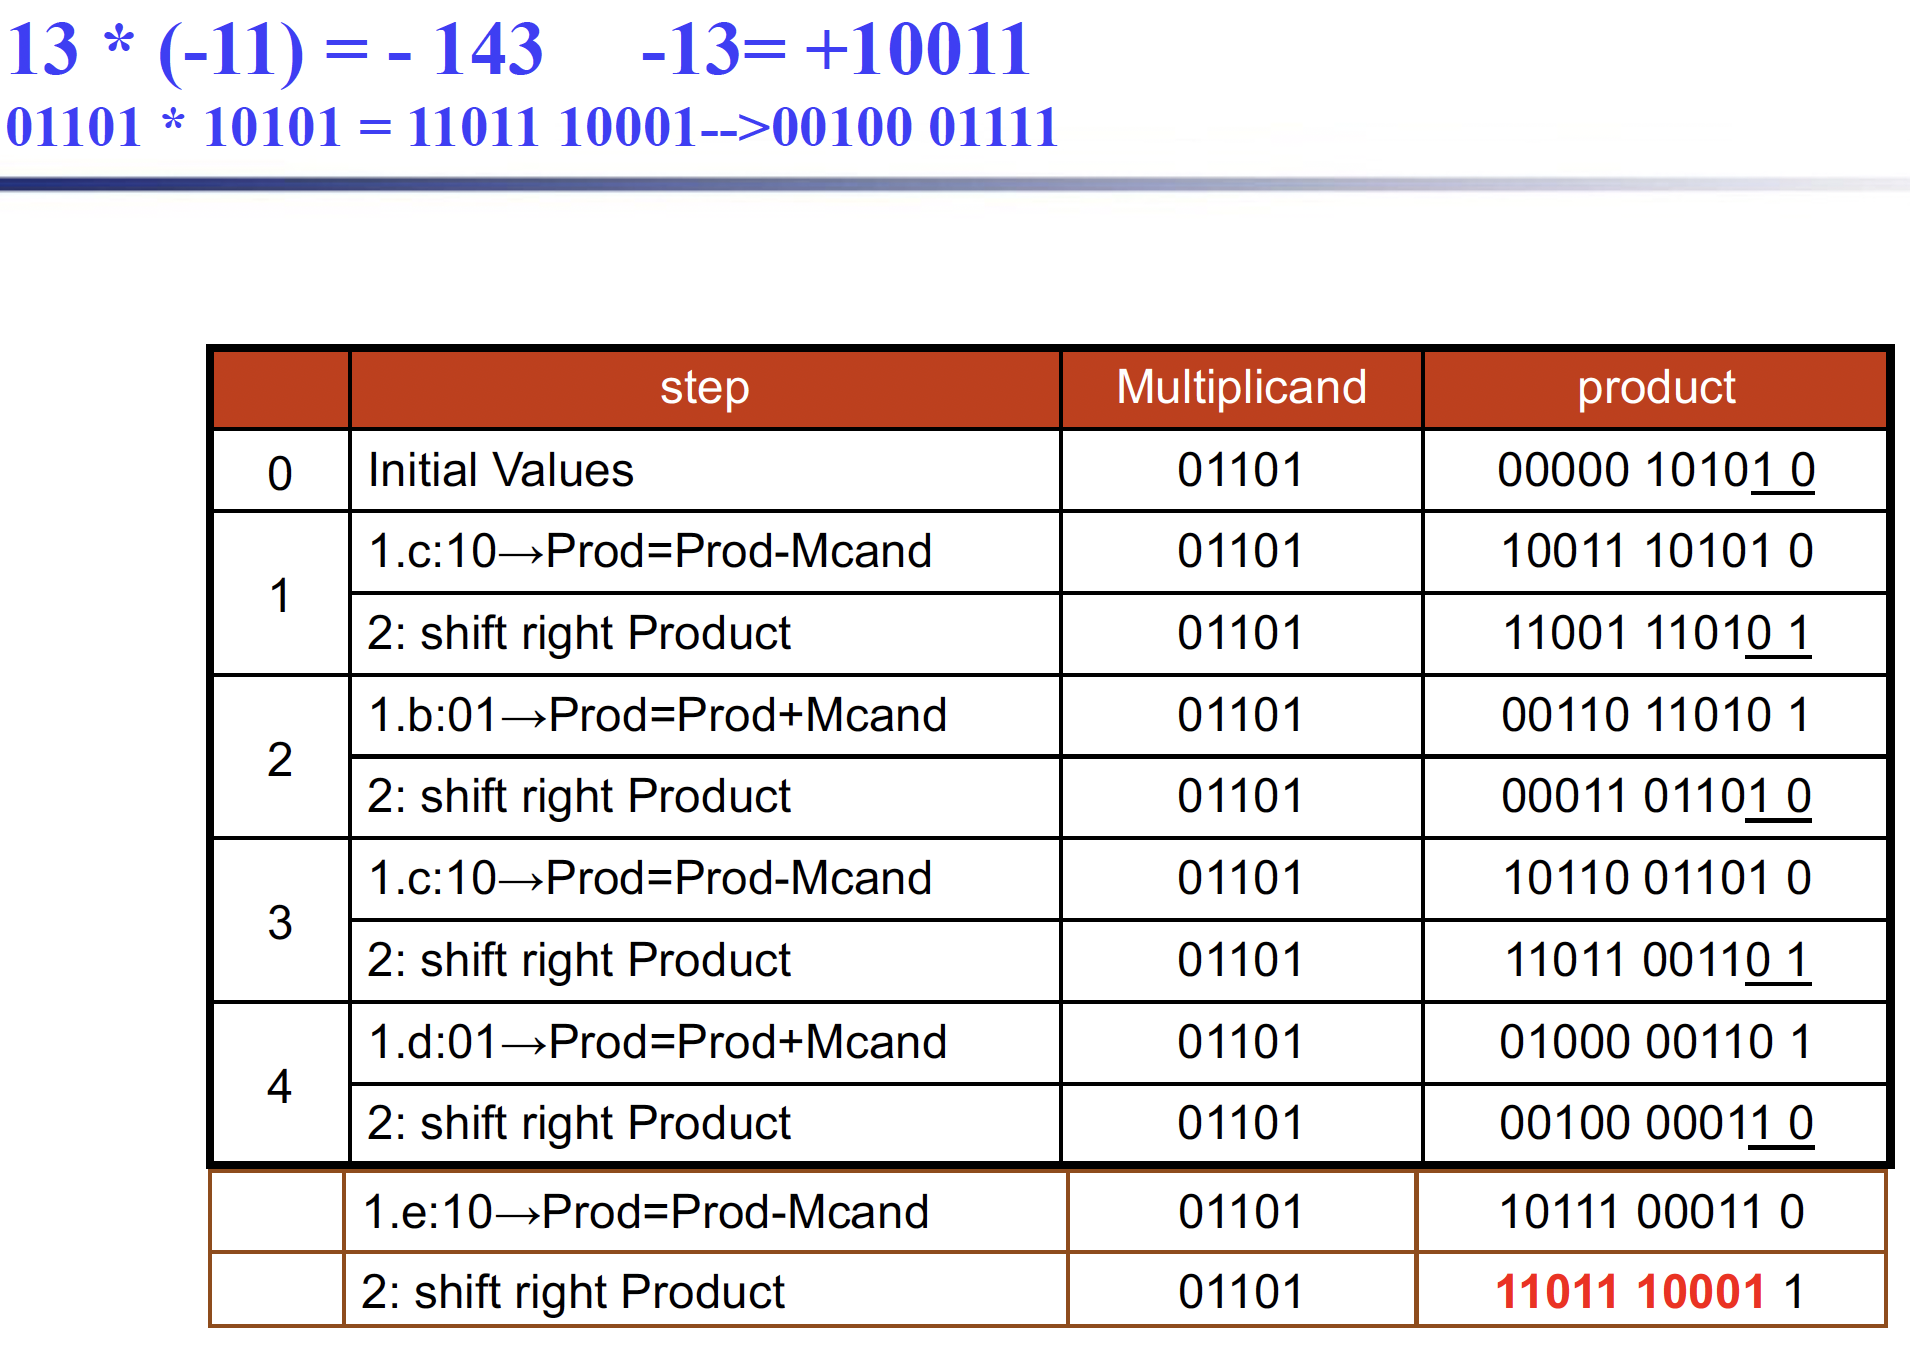 13 * (-11) = - 143 -13= +10011
01101 * 10101 = 11011 10001-->00100 01111
step Multiplicand product
0 Initial Values 01101 00000 10101 0
1 1.c:10→Prod=Prod-Mcand 01101 10011 10101 0
2: shift right Product 01101 11001 11010 1
2 1.b:01→Prod=Prod+Mcand 01101 00110 11010 1
2: shift right Product 01101 00011 01101 0
3 1.c:10→Prod=Prod-Mcand 01101 10110 01101 0
2: shift right Product 01101 11011 00110 1
4 1.d:01→Prod=Prod+Mcand 01101 01000 00110 1
2: shift right Product 01101 00100 00011 0
1.e:10→Prod=Prod-Mcand 01101 10111 00011 0
2: shift right Product 01101 11011 10001 1